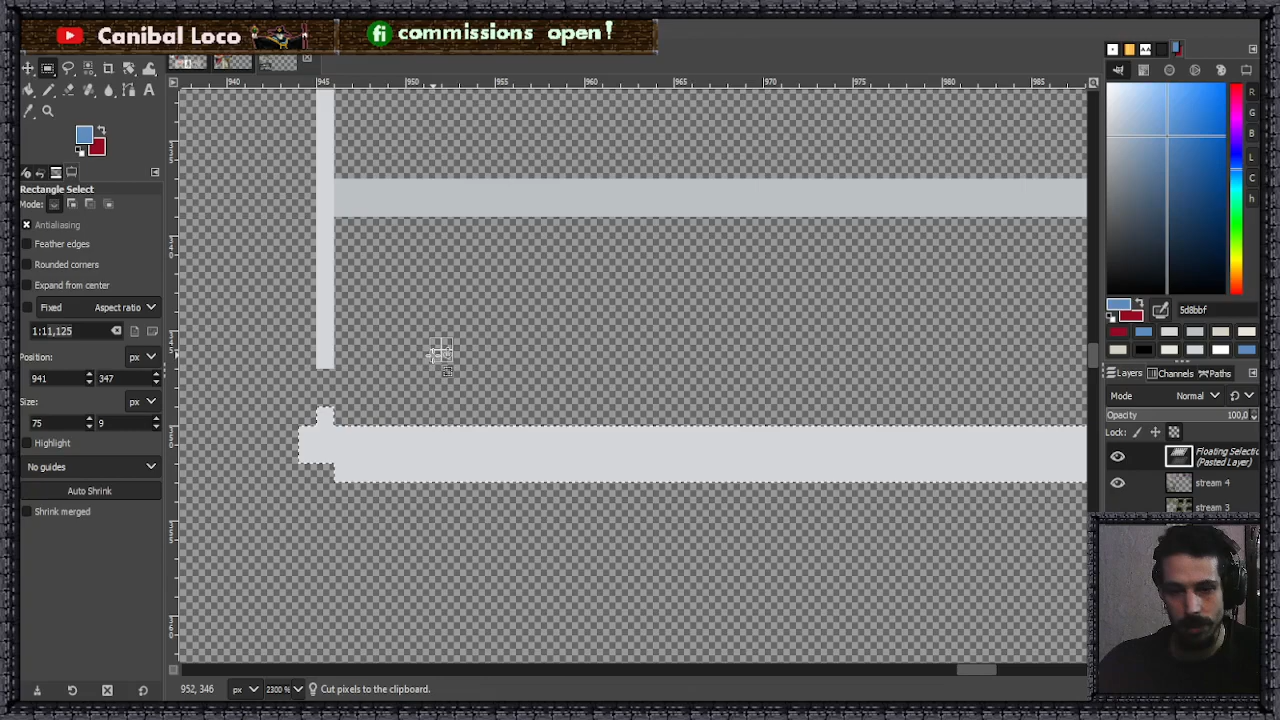 Canibal Loco
fi commissions open!
940
945
950
955
960
965
970
975
980
985
Rectangle Select
Mode:
Antialiasing
Feather edges
Rounded corners
Expand from center
Fixed Aspect ratio
1:11,125
Position:
px
941
347
Size:
px
75
9
Highlight
No guides
Auto Shrink
Shrink merged
952, 346
px
2300 %
Cut pixels to the clipboard.
R
G
B
L
C
h
5d8bbf
Layers
Channels
Paths
Mode
Normal
Opacity
100,0
Lock:
Floating Selectio
(Pasted Layer)
stream 4
stream 3